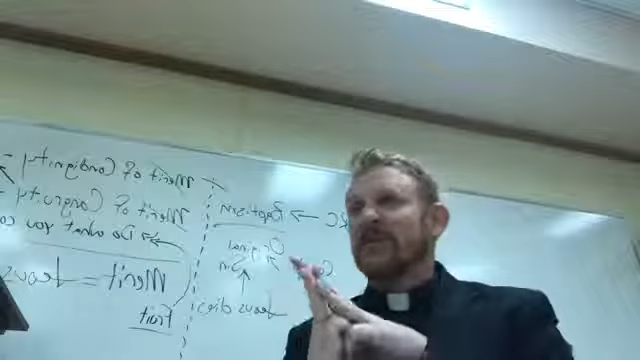 RC → Baptism
Original
Sin
Jesus dies
Merit of Condignity
Merit of Congruity
Do what you
Merit = Jesus
Fruit